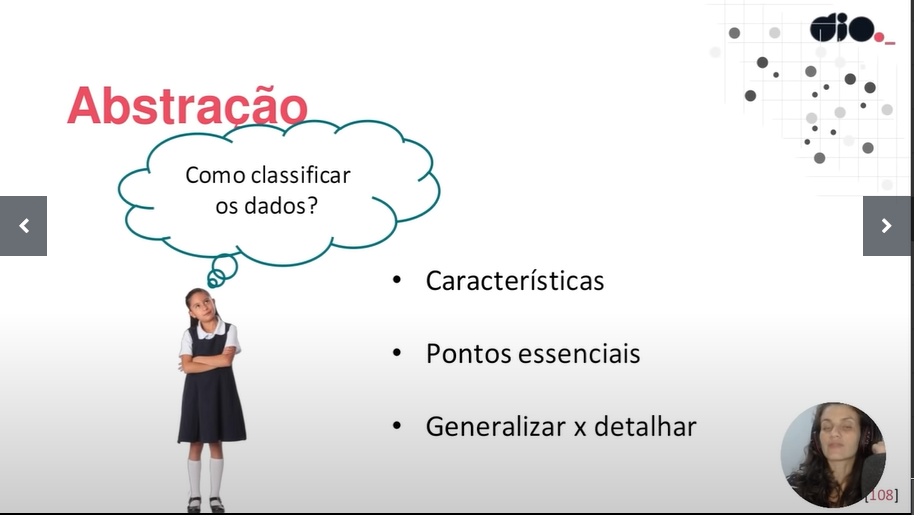 dio._
Abstração
Como classificar
os dados?
• Características
• Pontos essenciais
• Generalizar x detalhar
[108]